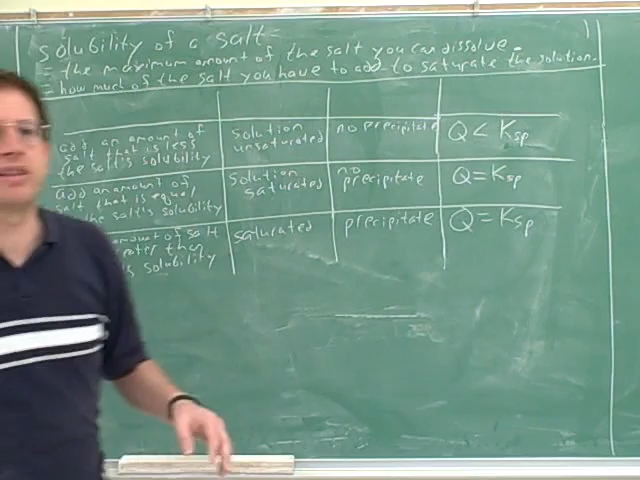 solubility of a salt=
= the maximum amount of the salt you can dissolve.
= how much of the salt you have to add to saturate the solution.
add an amount of
salt that is less
the salt's solubility
solution
unsaturated
no precipitate
Q < Ksp
add an amount of
salt that is equal
the salt's solubility
solution
saturated
no
precipitate
Q = Ksp
amount of salt
than
solubility
saturated
precipitate
Q = Ksp